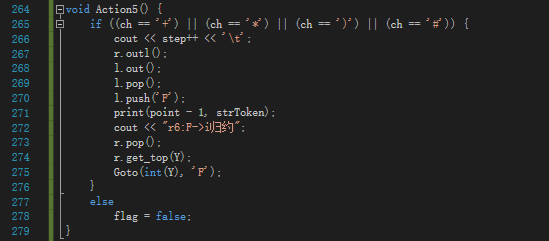 264 void Action5() {
265 if ((ch == '+') || (ch == '*') || (ch == ')') || (ch == '#')) {
266 cout << step++ << '\t';
267 r.outl();
268 l.out();
269 l.pop();
270 l.push('F');
271 print(point - 1, strToken);
272 cout << "r6:F->i归约";
273 r.pop();
274 r.get_top(Y);
275 Goto(int(Y), 'F');
276 }
277 else
278 flag = false;
279 }